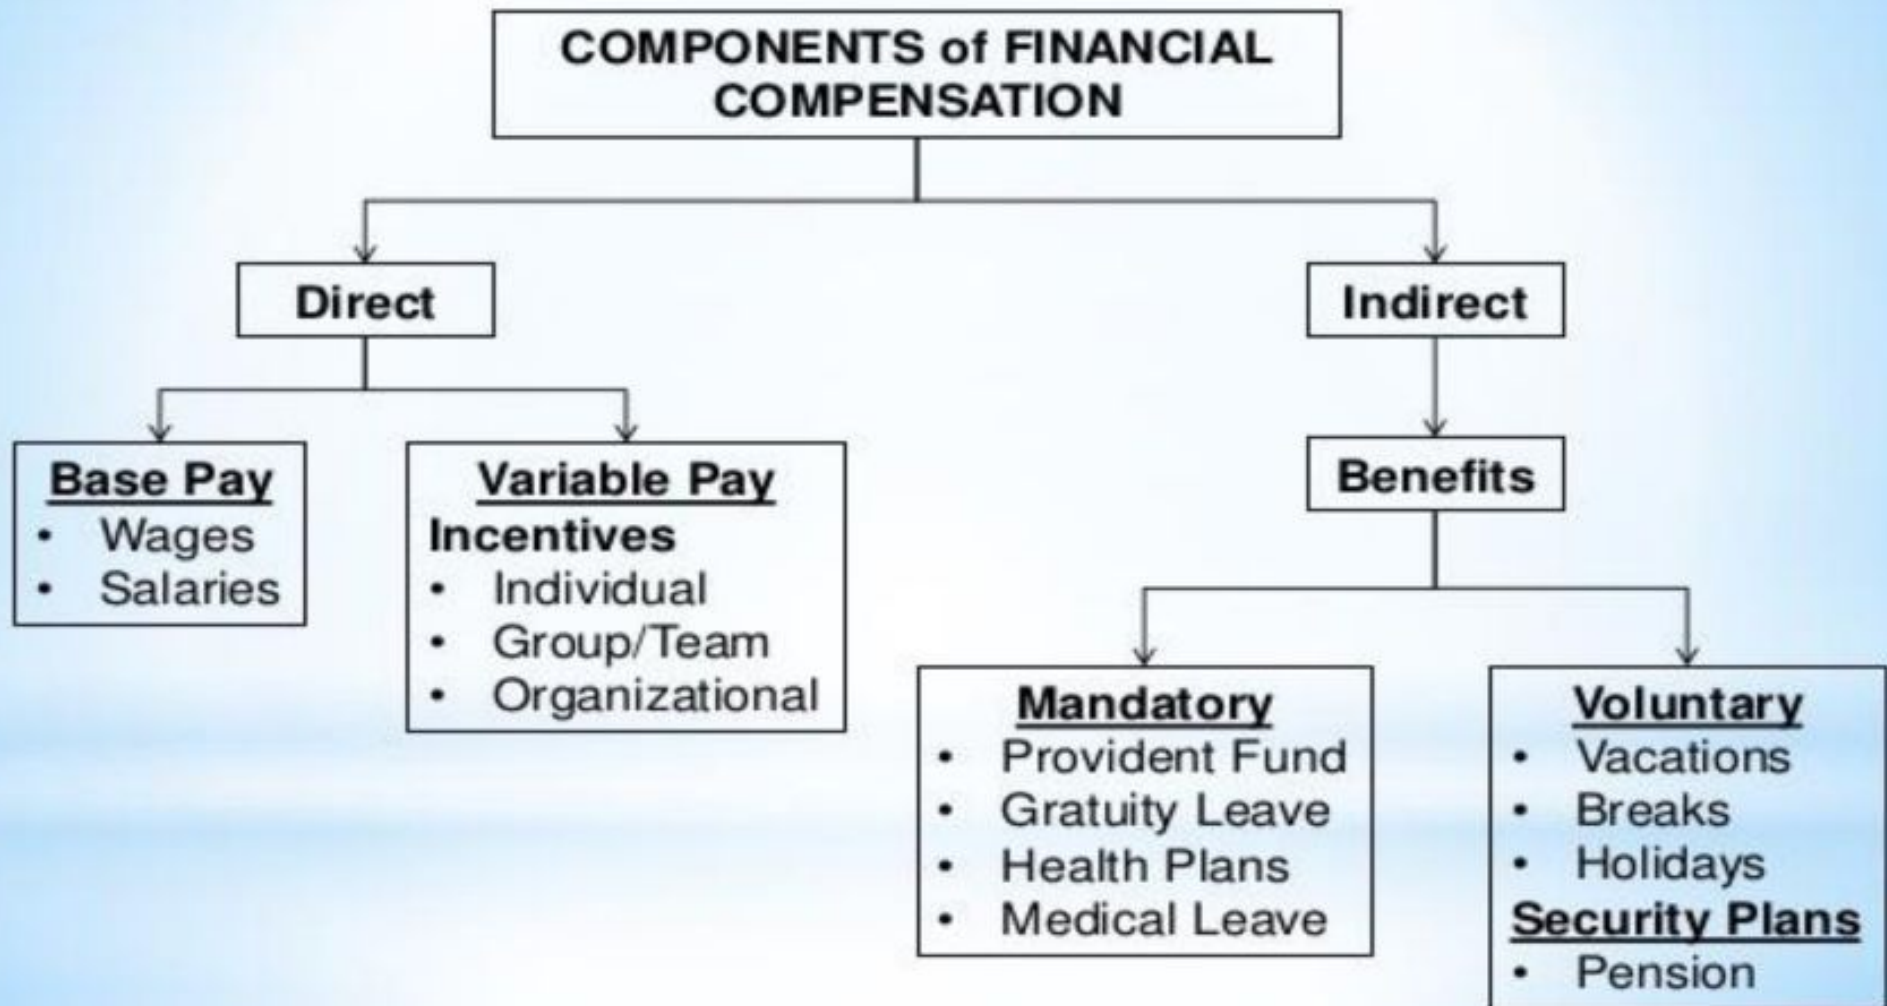 COMPONENTS of FINANCIAL
COMPENSATION
Direct
Indirect
Base Pay
• Wages
• Salaries
Variable Pay
Incentives
• Individual
• Group/Team
• Organizational
Benefits
Mandatory
• Provident Fund
• Gratuity Leave
• Health Plans
• Medical Leave
Voluntary
• Vacations
• Breaks
• Holidays
Security Plans
• Pension